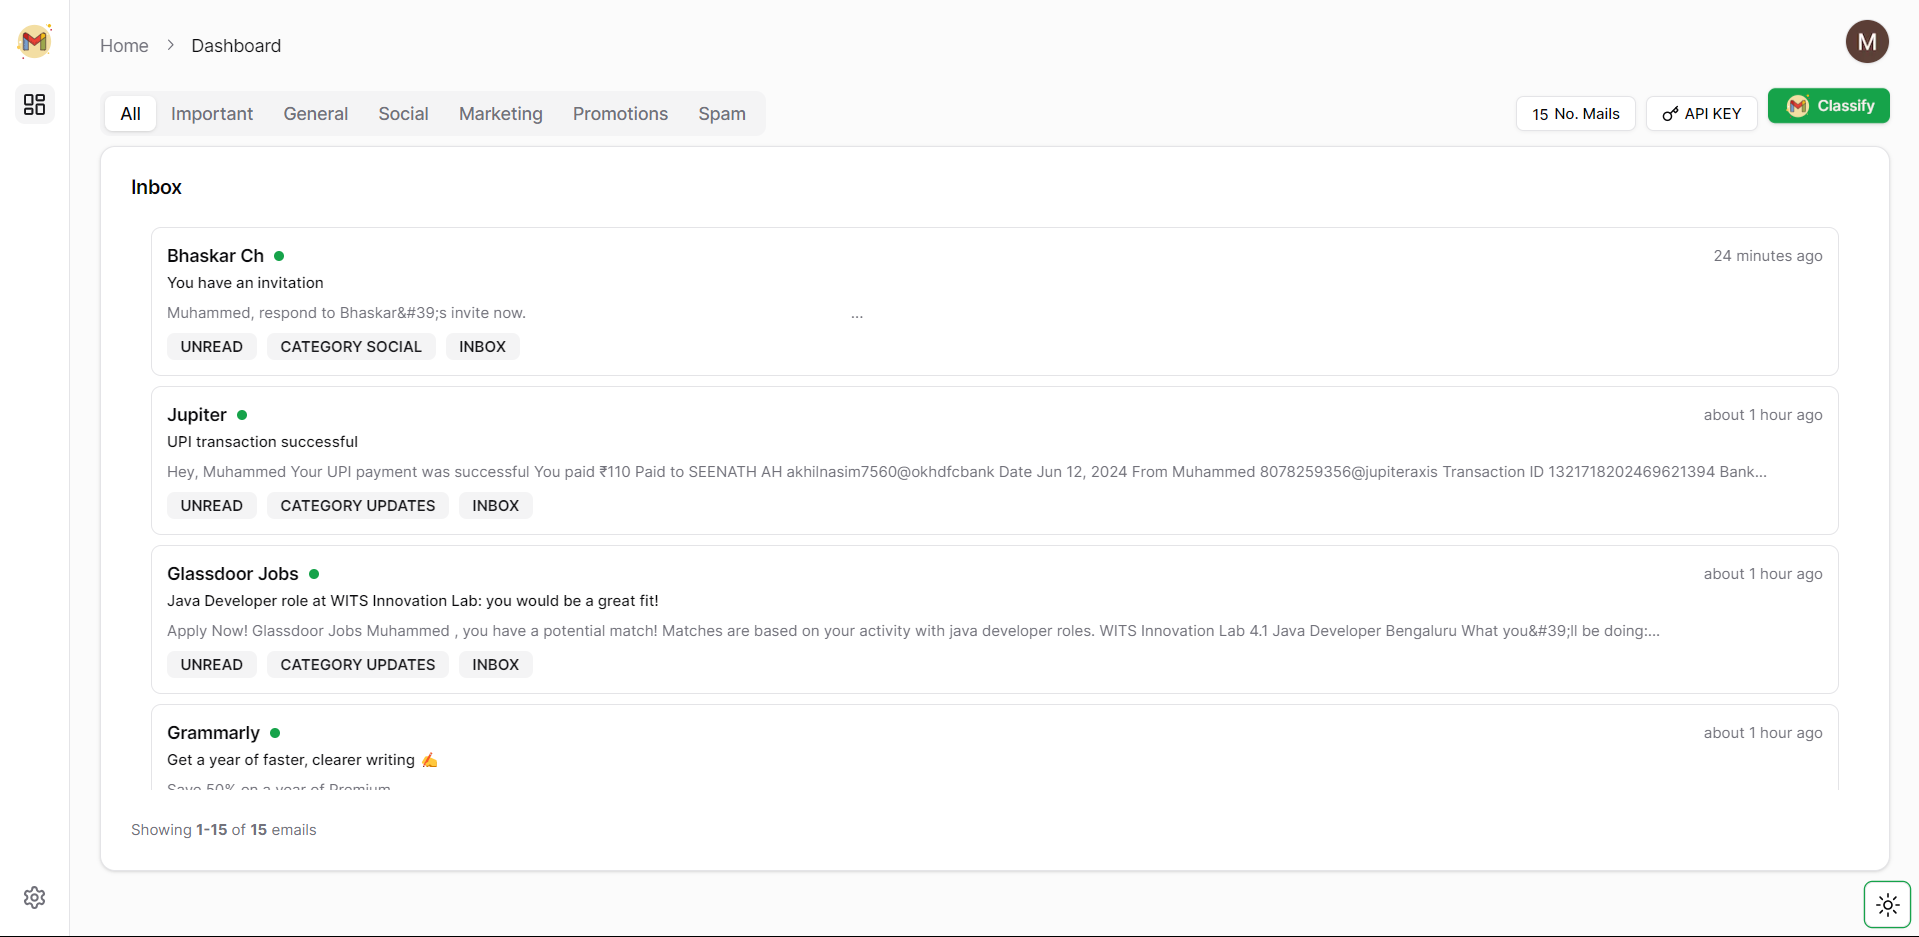 Home > Dashboard
M
All Important General Social Marketing Promotions Spam
15 No. Mails
API KEY
Classify
Inbox
Bhaskar Ch
24 minutes ago
You have an invitation
Muhammed, respond to Bhaskar&#39;s invite now. ...
UNREAD CATEGORY SOCIAL INBOX
Jupiter
about 1 hour ago
UPI transaction successful
Hey, Muhammed Your UPI payment was successful You paid ₹110 Paid to SEENATH AH akhilnasim7560@okhdfcbank Date Jun 12, 2024 From Muhammed 8078259356@jupiteraxis Transaction ID 1321718202469621394 Bank...
UNREAD CATEGORY UPDATES INBOX
Glassdoor Jobs
about 1 hour ago
Java Developer role at WITS Innovation Lab: you would be a great fit!
Apply Now! Glassdoor Jobs Muhammed , you have a potential match! Matches are based on your activity with java developer roles. WITS Innovation Lab 4.1 Java Developer Bengaluru What you&#39;ll be doing:...
UNREAD CATEGORY UPDATES INBOX
Grammarly
about 1 hour ago
Get a year of faster, clearer writing ✍️
Save 50% on a year of Premium
Showing 1-15 of 15 emails